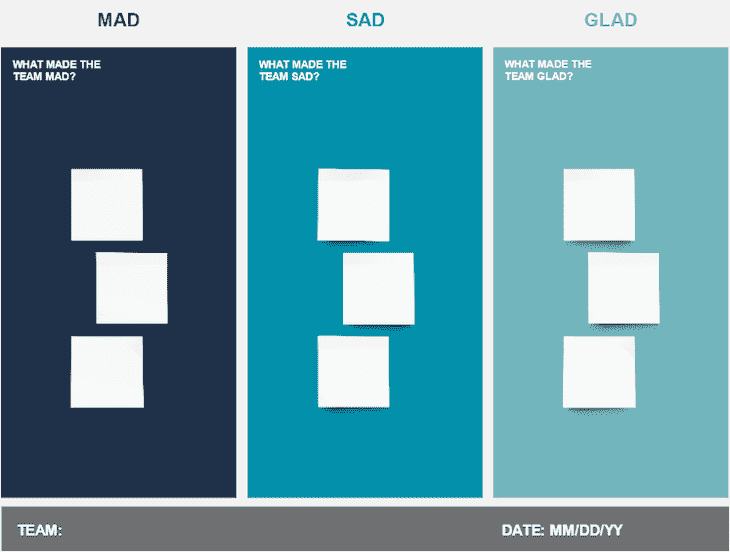 MAD
SAD
GLAD
WHAT MADE THE
TEAM MAD?
WHAT MADE THE
TEAM SAD?
WHAT MADE THE
TEAM GLAD?
TEAM:
DATE: MM/DD/YY